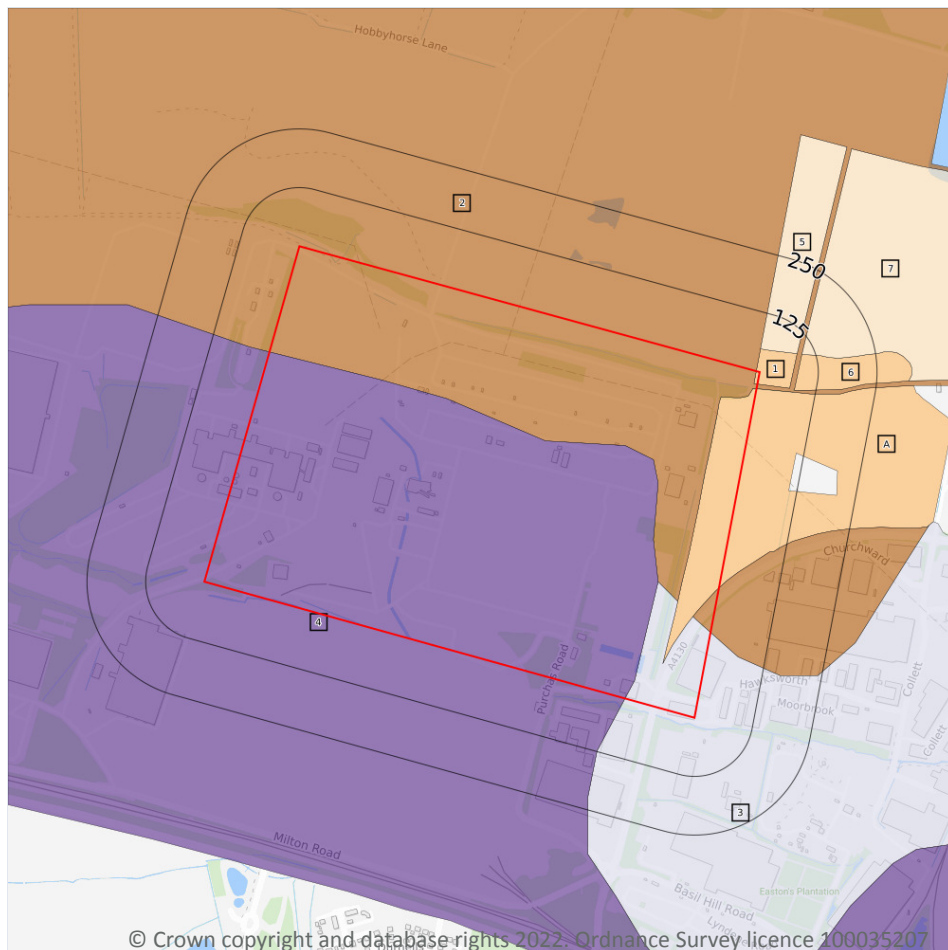 Hobbyhorse Lane
2
5
250
7
125
1
6
A
Churchward
4
A4130
Purchas Road
Hawksworth
Collett
Moorbrook
Collett
3
Milton Road
Basil Hill Road
Easton's Plantation
© Crown copyright and database rights 2022. Ordnance Survey licence 100035207